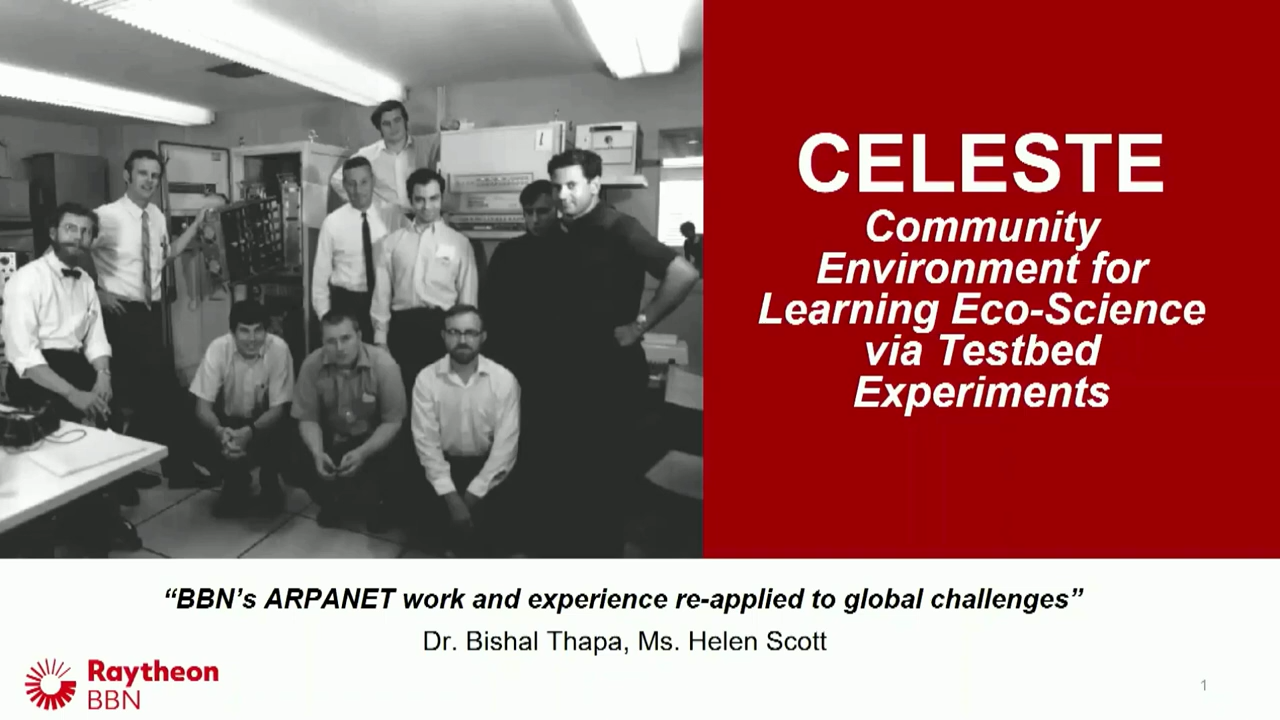 CELESTE
Community
Environment for
Learning Eco-Science
via Testbed
Experiments
“BBN’s ARPANET work and experience re-applied to global challenges”
Dr. Bishal Thapa, Ms. Helen Scott
Raytheon
BBN
1